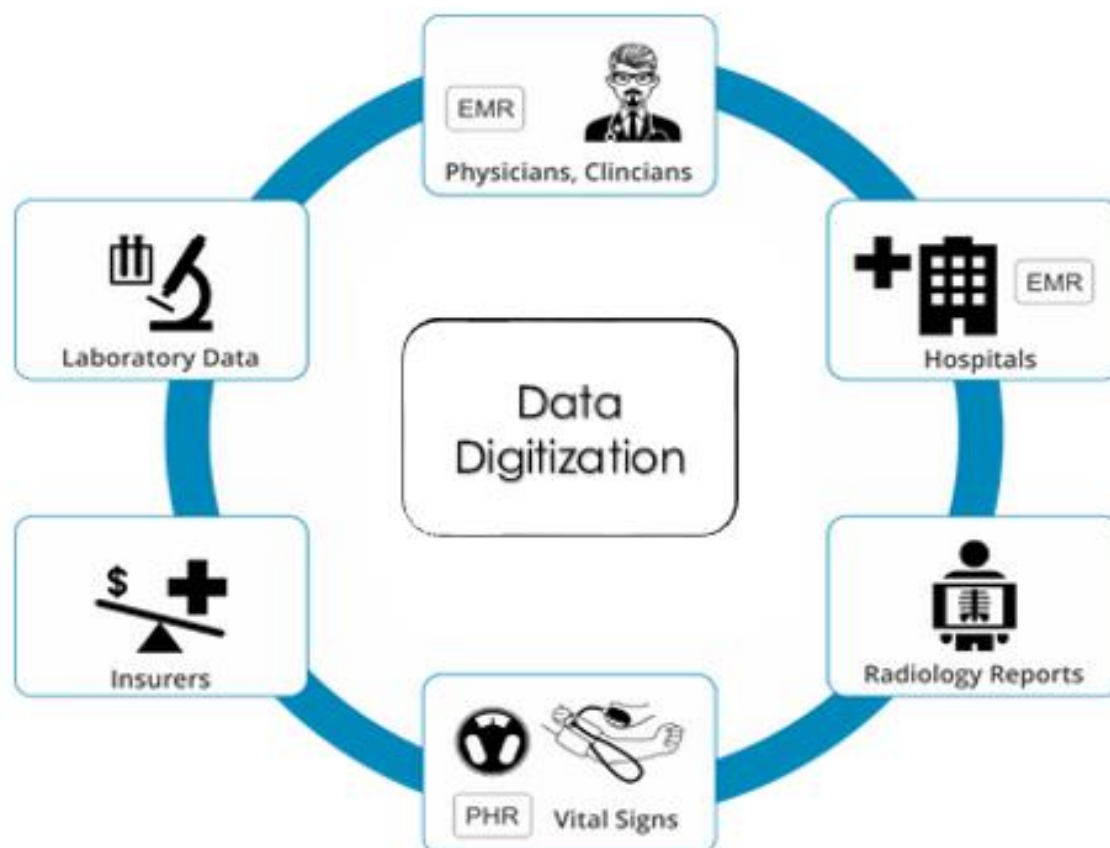 EMR
Physicians, Clincians
EMR
Hospitals
Laboratory Data
Data
Digitization
$
Insurers
Radiology Reports
PHR
Vital Signs